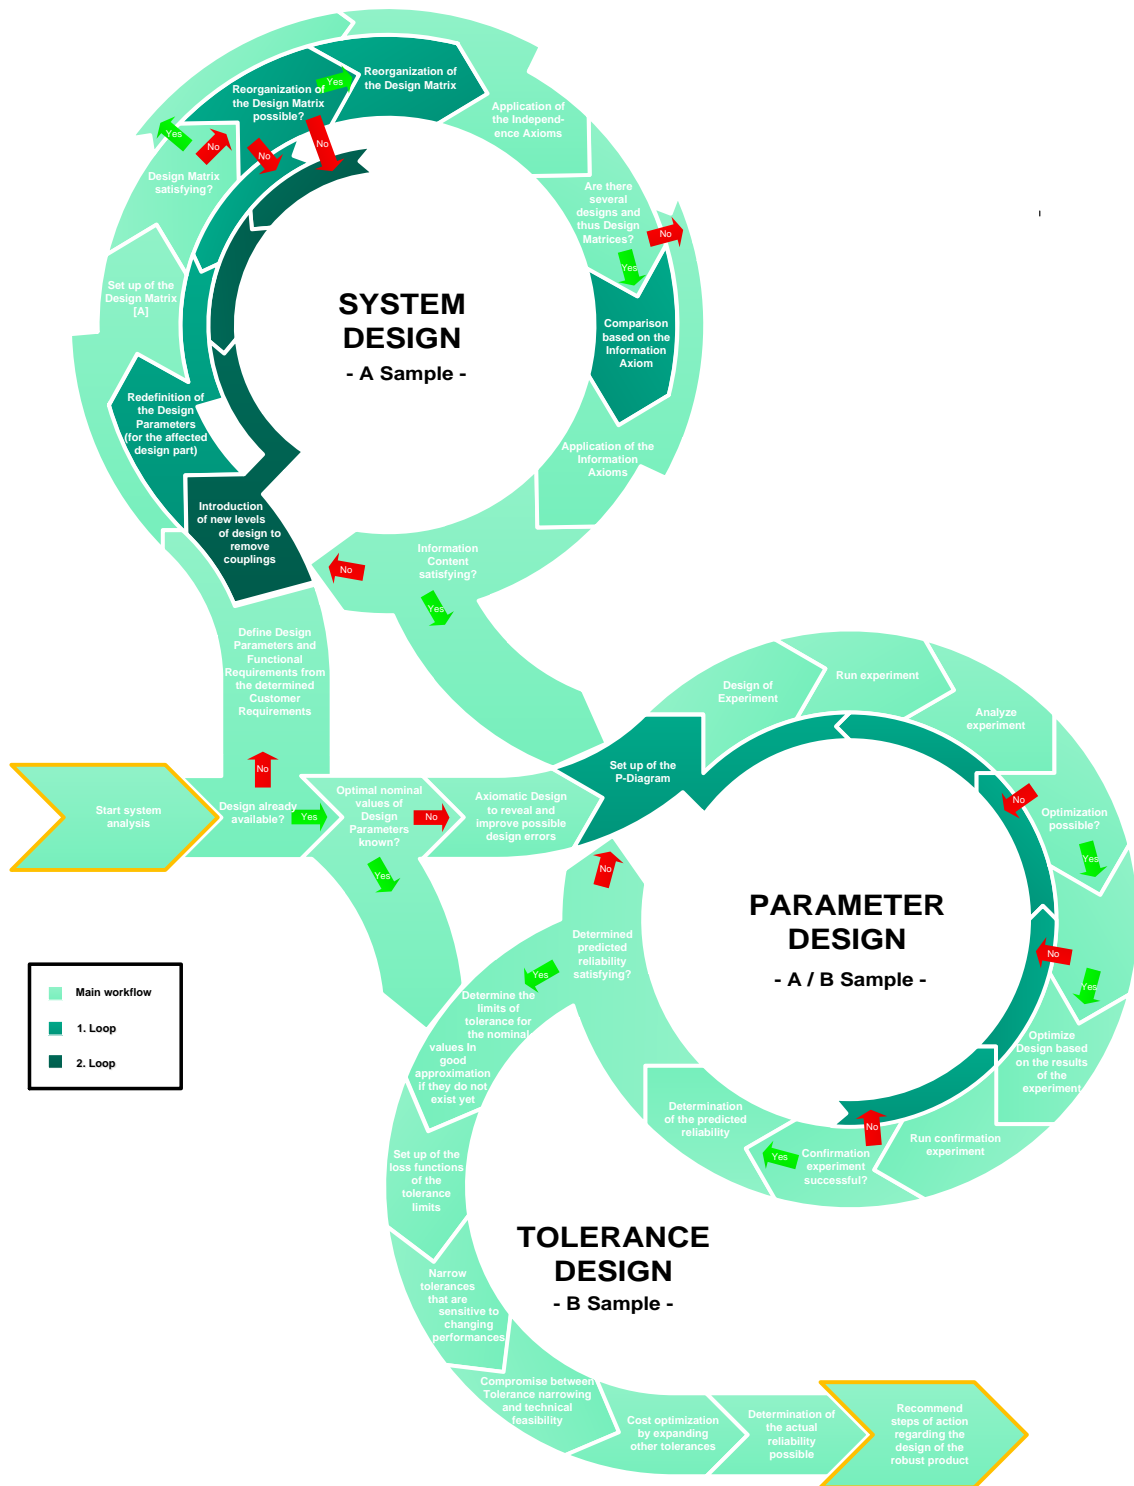 Reorganization of
the Design Matrix
Yes
Reorganization of
the Design Matrix
possible?
Application of
the Independ-
ence Axioms
Yes
No
No
No
Design Matrix
satisfying?
Are there
several
designs and
thus Design
Matrices?
No
Yes
Set up of the
Design Matrix
[A]
SYSTEM
DESIGN
- A Sample -
Comparison
based on the
Information
Axiom
Redefinition of
the Design
Parameters
(for the affected
design part)
Application of the
Information
Axioms
Introduction
of new levels
of design to
remove
couplings
Information
Content
satisfying?
No
Yes
Define Design
Parameters and
Functional
Requirements from
the determined
Customer
Requirements
No
Start system
analysis
Design already
available?
Yes
Optimal nominal
values of
Design
Parameters
known?
No
Yes
Axiomatic Design
to reveal and
improve possible
design errors
Set up of the
P-Diagram
Design of
Experiment
Run experiment
Analyze
experiment
No
Optimization
possible?
Yes
PARAMETER
DESIGN
- A / B Sample -
No
Yes
Optimize
Design based
on the results
of the
experiment
Run confirmation
experiment
No
Confirmation
experiment
successful?
Yes
Determination
of the predicted
reliability
Determined
predicted
reliability
satisfying?
No
Yes
Determine the
limits of
tolerance for
the nominal
values In
good
approximation
if they do not
exist yet
Main workflow
1. Loop
2. Loop
Set up of the
loss functions
of the
tolerance
limits
TOLERANCE
DESIGN
- B Sample -
Narrow
tolerances
that are
sensitive to
changing
performances
Compromise between
Tolerance narrowing
and technical
feasibility
Cost optimization
by expanding
other tolerances
Determination of
the actual
reliability
possible
Recommend
steps of action
regarding the
design of the
robust product